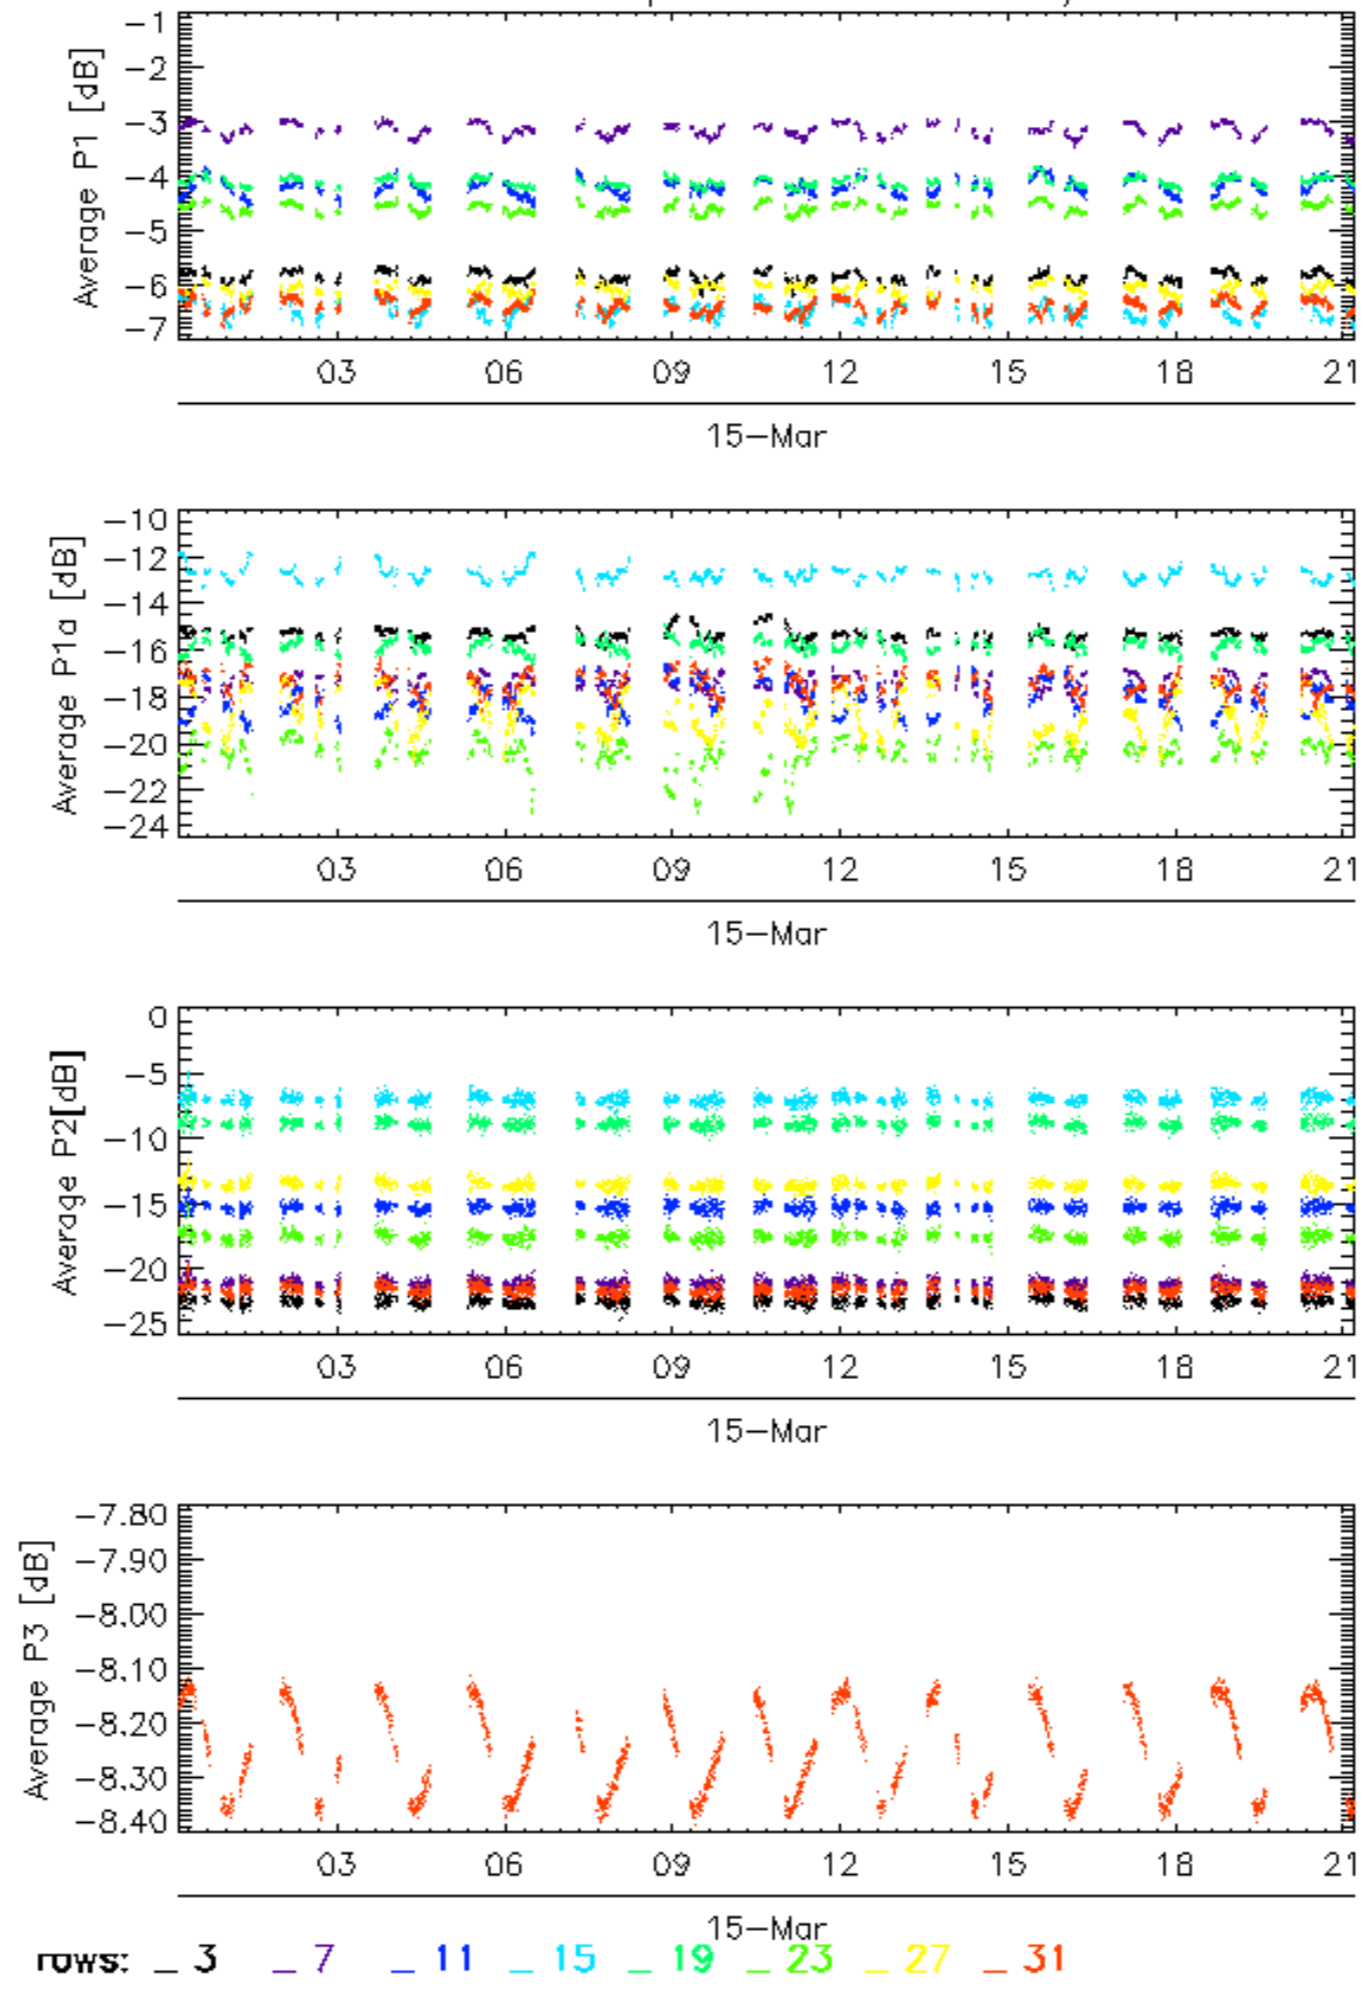 Average P1 [dB]
-1
-2
-3
-4
-5
-6
-7
03 06 09 12 15 18 21
15-Mar
Average P1a [dB]
-10
-12
-14
-16
-18
-20
-22
-24
03 06 09 12 15 18 21
15-Mar
Average P2[dB]
0
-5
-10
-15
-20
-25
03 06 09 12 15 18 21
15-Mar
Average P3 [dB]
-7.80
-7.90
-8.00
-8.10
-8.20
-8.30
-8.40
03 06 09 12 15 18 21
15-Mar
rows: _ 3 _ 7 _ 11 _ 15 _ 19 _ 23 _ 27 _ 31